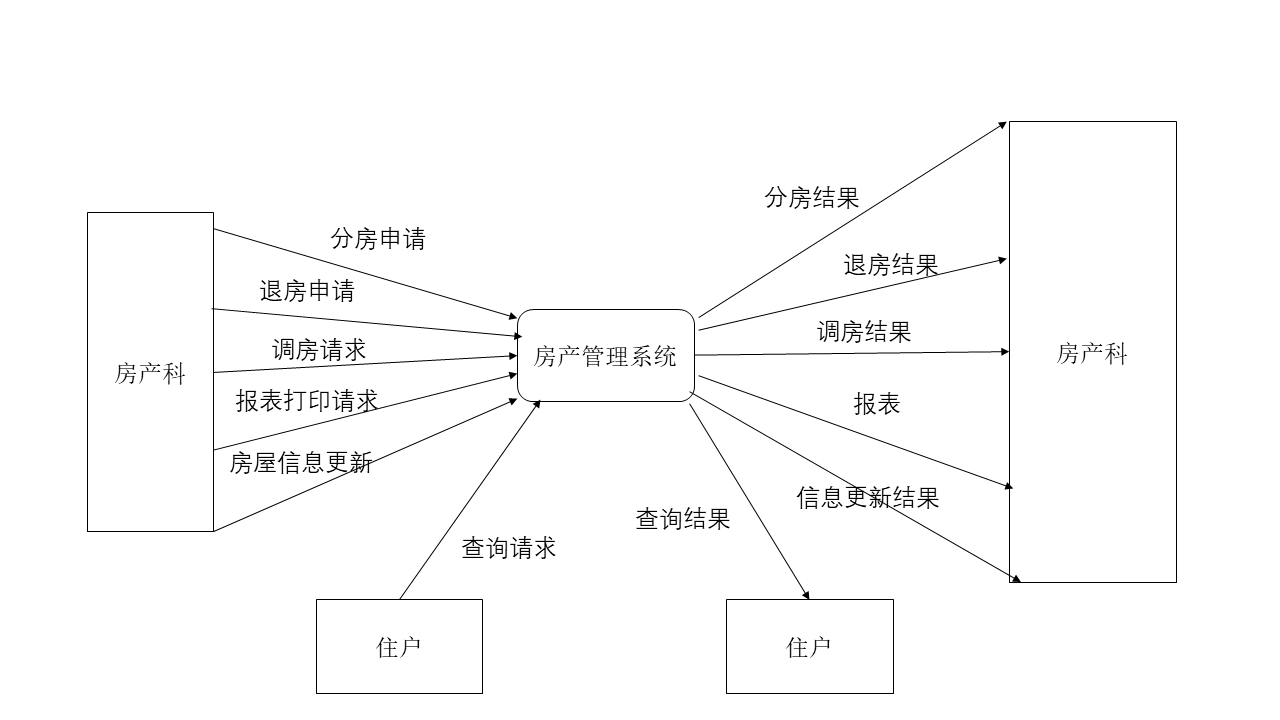 分房结果
分房申请
退房结果
退房申请
调房结果
调房请求
房产管理系统
房产科
房产科
报表打印请求
报表
房屋信息更新
信息更新结果
查询结果
查询请求
住户
住户